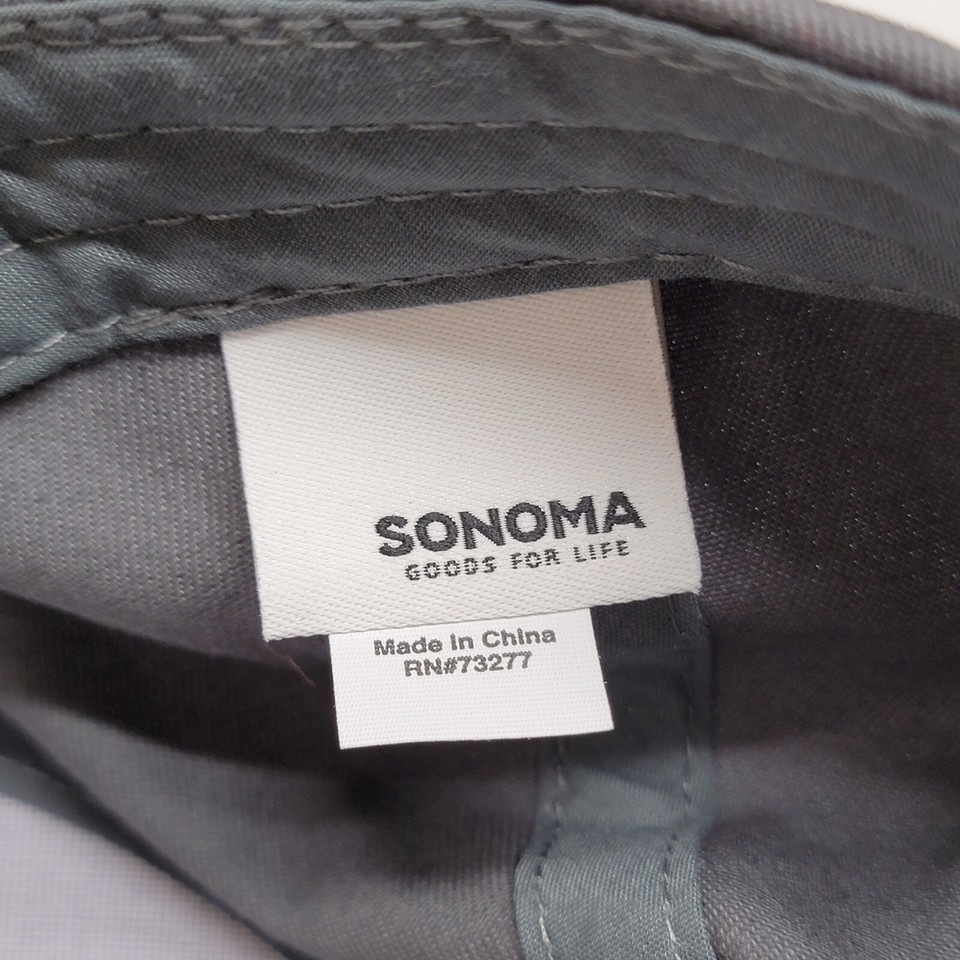 SONOMA
GOODS FOR LIFE
Made In China
RN#73277